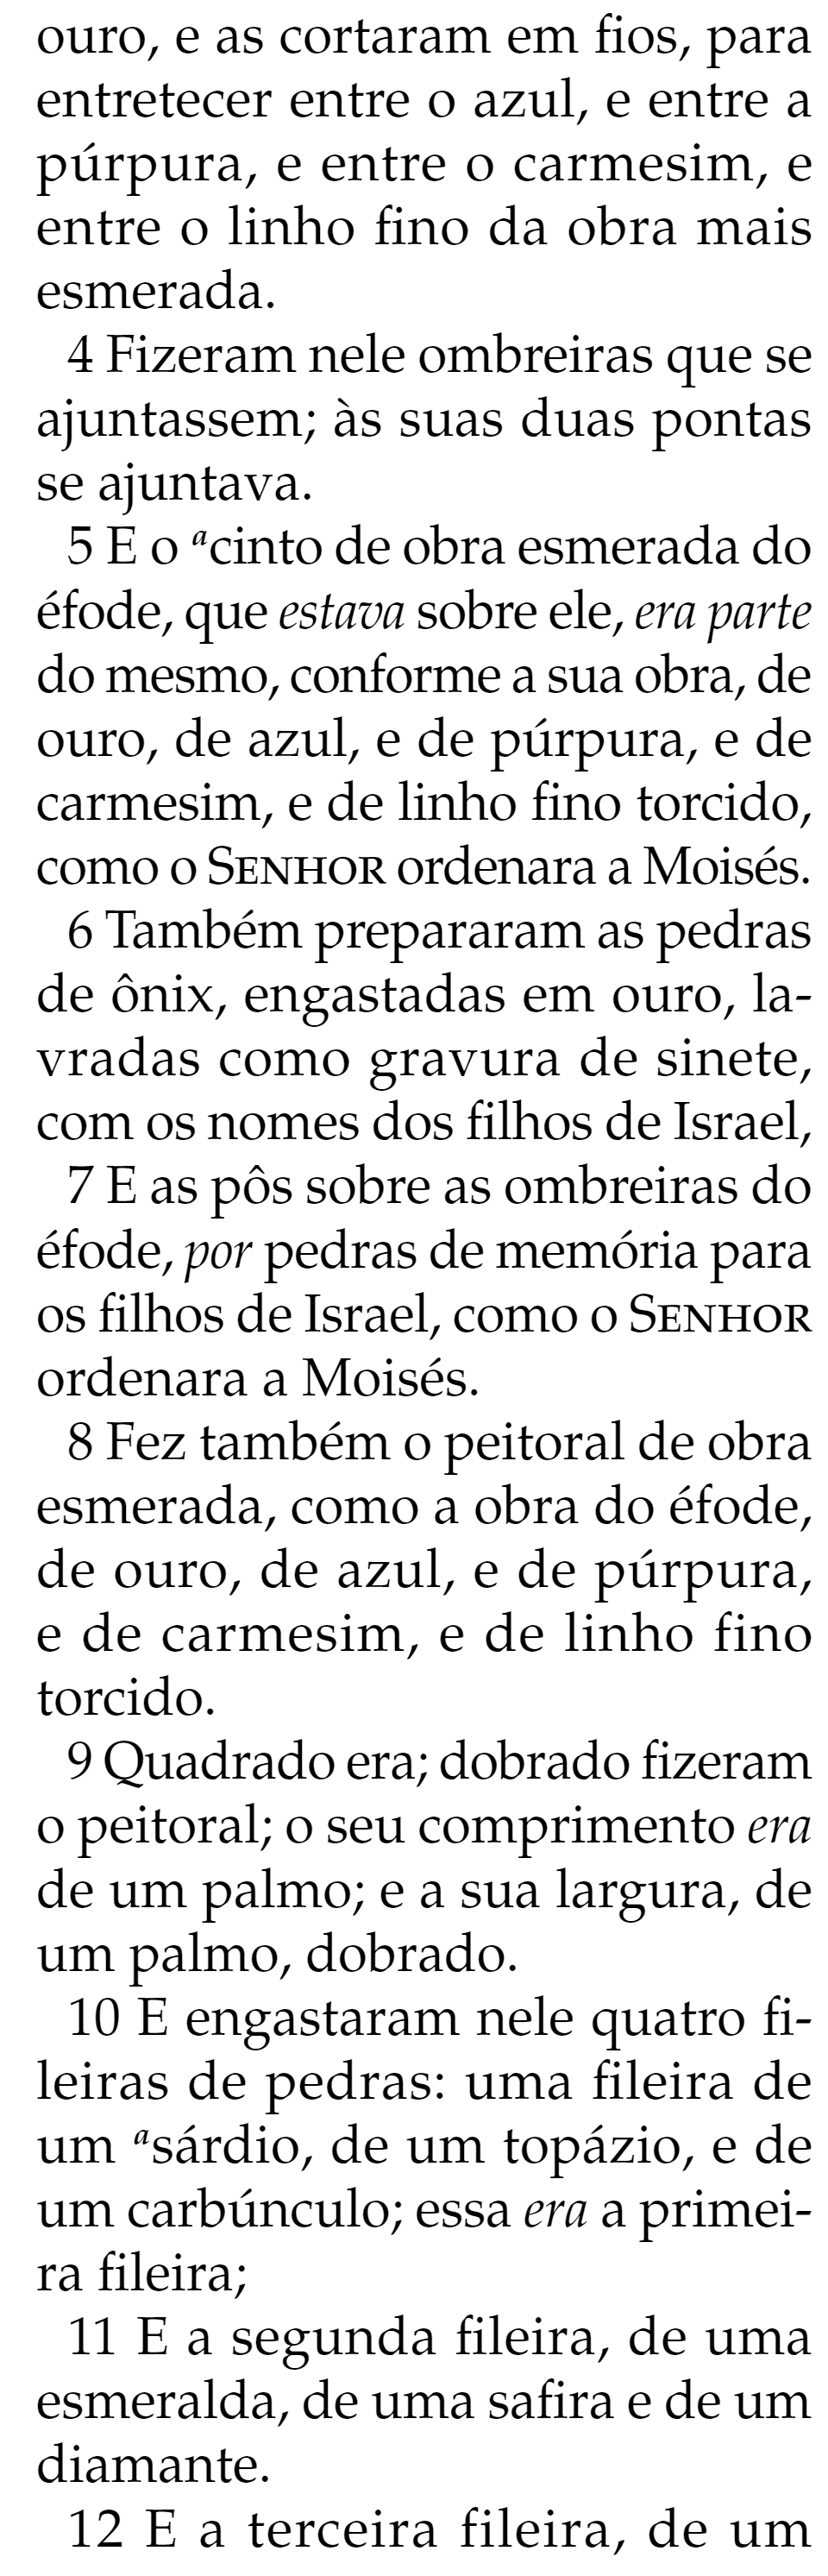 ouro, e as cortaram em fios, para
entretecer entre o azul, e entre a
púrpura, e entre o carmesim, e
entre o linho fino da obra mais
esmerada.
4 Fizeram nele ombreiras que se
ajuntassem; às suas duas pontas
se ajuntava.
5 E o ᵃcinto de obra esmerada do
éfode, que estava sobre ele, era parte
do mesmo, conforme a sua obra, de
ouro, de azul, e de púrpura, e de
carmesim, e de linho fino torcido,
como o SENHOR ordenara a Moisés.
6 Também prepararam as pedras
de ônix, engastadas em ouro, la-
vradas como gravura de sinete,
com os nomes dos filhos de Israel,
7 E as pôs sobre as ombreiras do
éfode, por pedras de memória para
os filhos de Israel, como o SENHOR
ordenara a Moisés.
8 Fez também o peitoral de obra
esmerada, como a obra do éfode,
de ouro, de azul, e de púrpura,
e de carmesim, e de linho fino
torcido.
9 Quadrado era; dobrado fizeram
o peitoral; o seu comprimento era
de um palmo; e a sua largura, de
um palmo, dobrado.
10 E engastaram nele quatro fi-
leiras de pedras: uma fileira de
um ᵃsárdio, de um topázio, e de
um carbúnculo; essa era a primei-
ra fileira;
11 E a segunda fileira, de uma
esmeralda, de uma safira e de um
diamante.
12 E a terceira fileira, de um